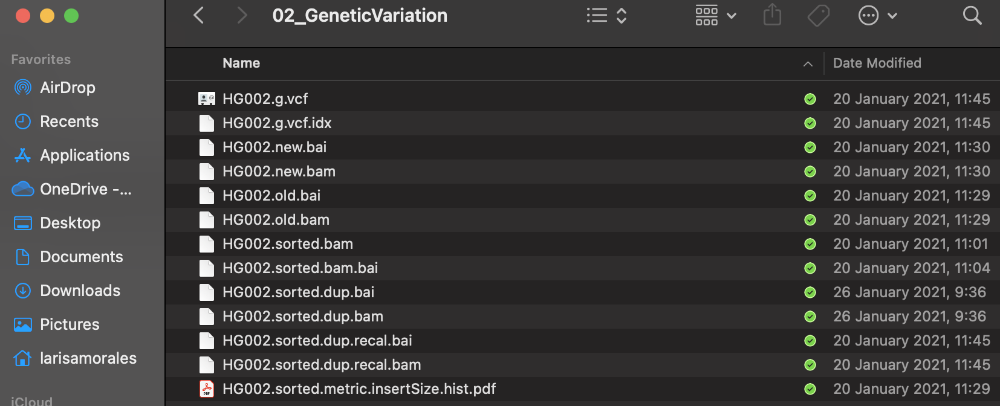 02_GeneticVariation
Favorites
AirDrop
Recents
Applications
OneDrive -...
Desktop
Documents
Downloads
Pictures
larisamorales
iCloud
Name Date Modified
HG002.g.vcf 20 January 2021, 11:45
HG002.g.vcf.idx 20 January 2021, 11:45
HG002.new.bai 20 January 2021, 11:30
HG002.new.bam 20 January 2021, 11:30
HG002.old.bai 20 January 2021, 11:29
HG002.old.bam 20 January 2021, 11:29
HG002.sorted.bam 20 January 2021, 11:01
HG002.sorted.bam.bai 20 January 2021, 11:04
HG002.sorted.dup.bai 26 January 2021, 9:36
HG002.sorted.dup.bam 26 January 2021, 9:36
HG002.sorted.dup.recal.bai 20 January 2021, 11:45
HG002.sorted.dup.recal.bam 20 January 2021, 11:45
PDF HG002.sorted.metric.insertSize.hist.pdf 20 January 2021, 11:29